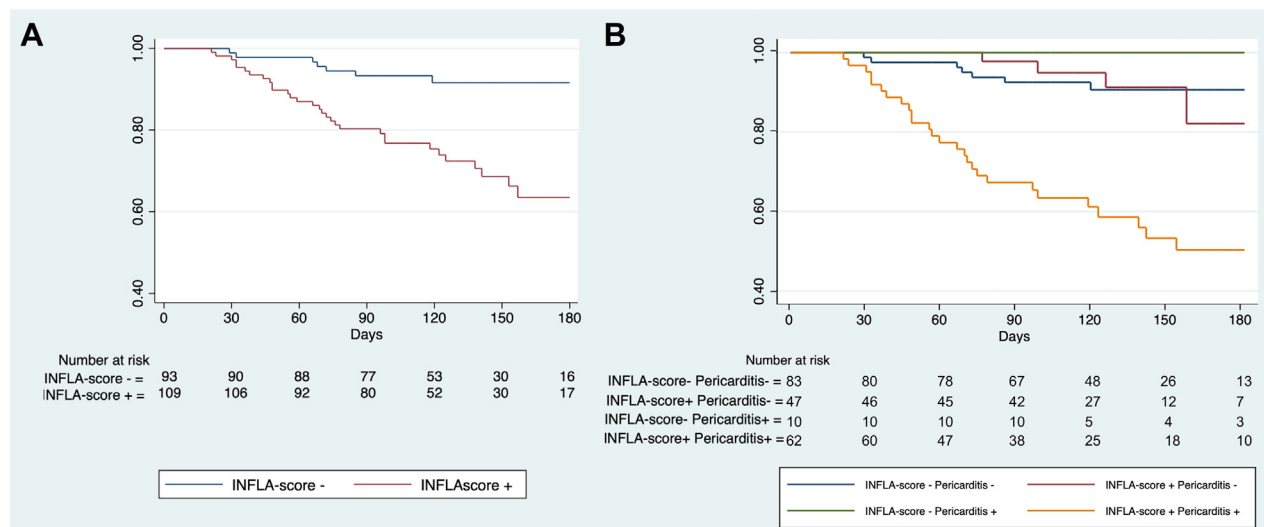 A
1.00
0.80
0.60
0.40
0 30 60 90 120 150 180
Days
Number at risk
INFLA-score - = 93 90 88 77 53 30 16
INFLA-score + = 109 106 92 80 52 30 17
INFLA-score - INFLAscore +
B
1.00
0.80
0.60
0.40
0 30 60 90 120 150 180
Days
Number at risk
INFLA-score- Pericarditis- = 83 80 78 67 48 26 13
INFLA-score+ Pericarditis- = 47 46 45 42 27 12 7
INFLA-score- Pericarditis+ = 10 10 10 10 5 4 3
INFLA-score+ Pericarditis+ = 62 60 47 38 25 18 10
INFLA-score - Pericarditis - INFLA-score + Pericarditis -
INFLA-score - Pericarditis + INFLA-score + Pericarditis +